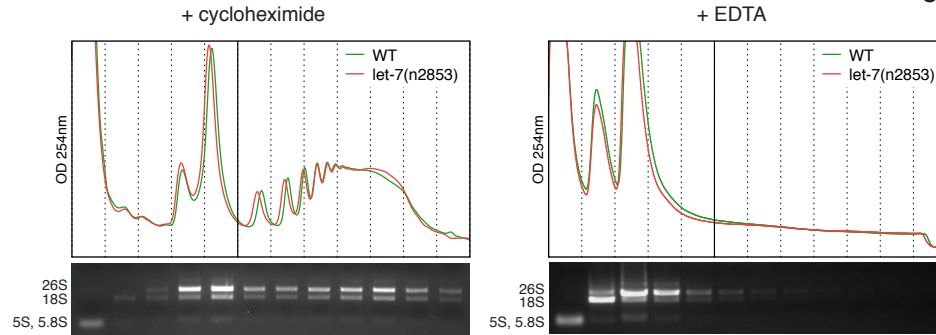 + cycloheximide
OD 254nm
WT
let-7(n2853)
26S
18S
5S, 5.8S
+ EDTA
OD 254nm
WT
let-7(n2853)
26S
18S
5S, 5.8S